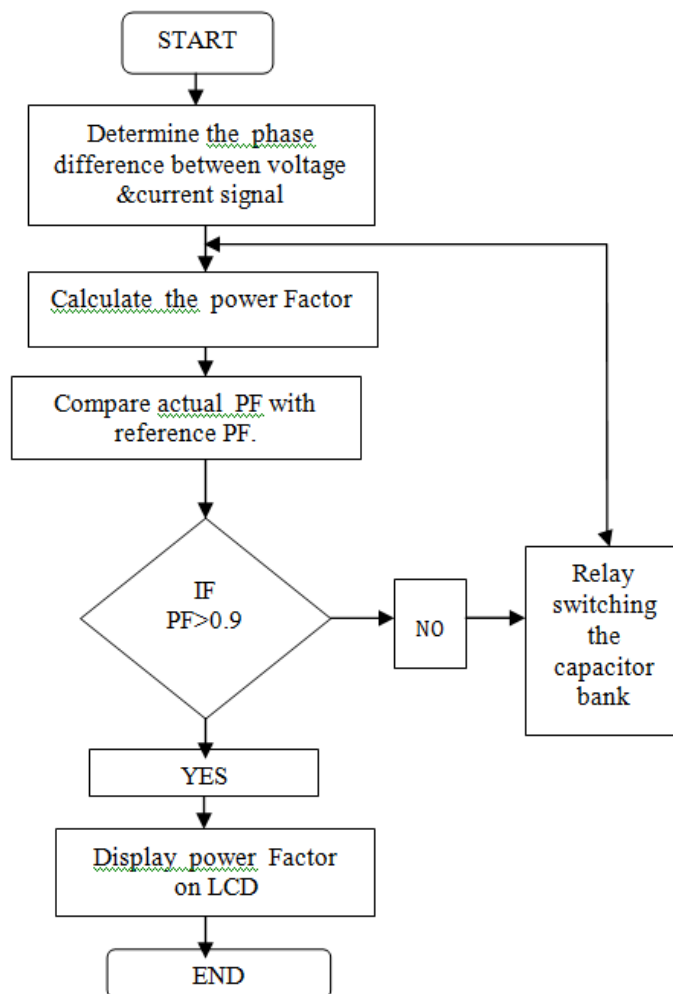 START
Determine the phase
difference between voltage
&current signal
Calculate the power Factor
Compare actual PF with
reference PF.
IF
PF>0.9
NO
Relay
switching
the
capacitor
bank
YES
Display power Factor
on LCD
END